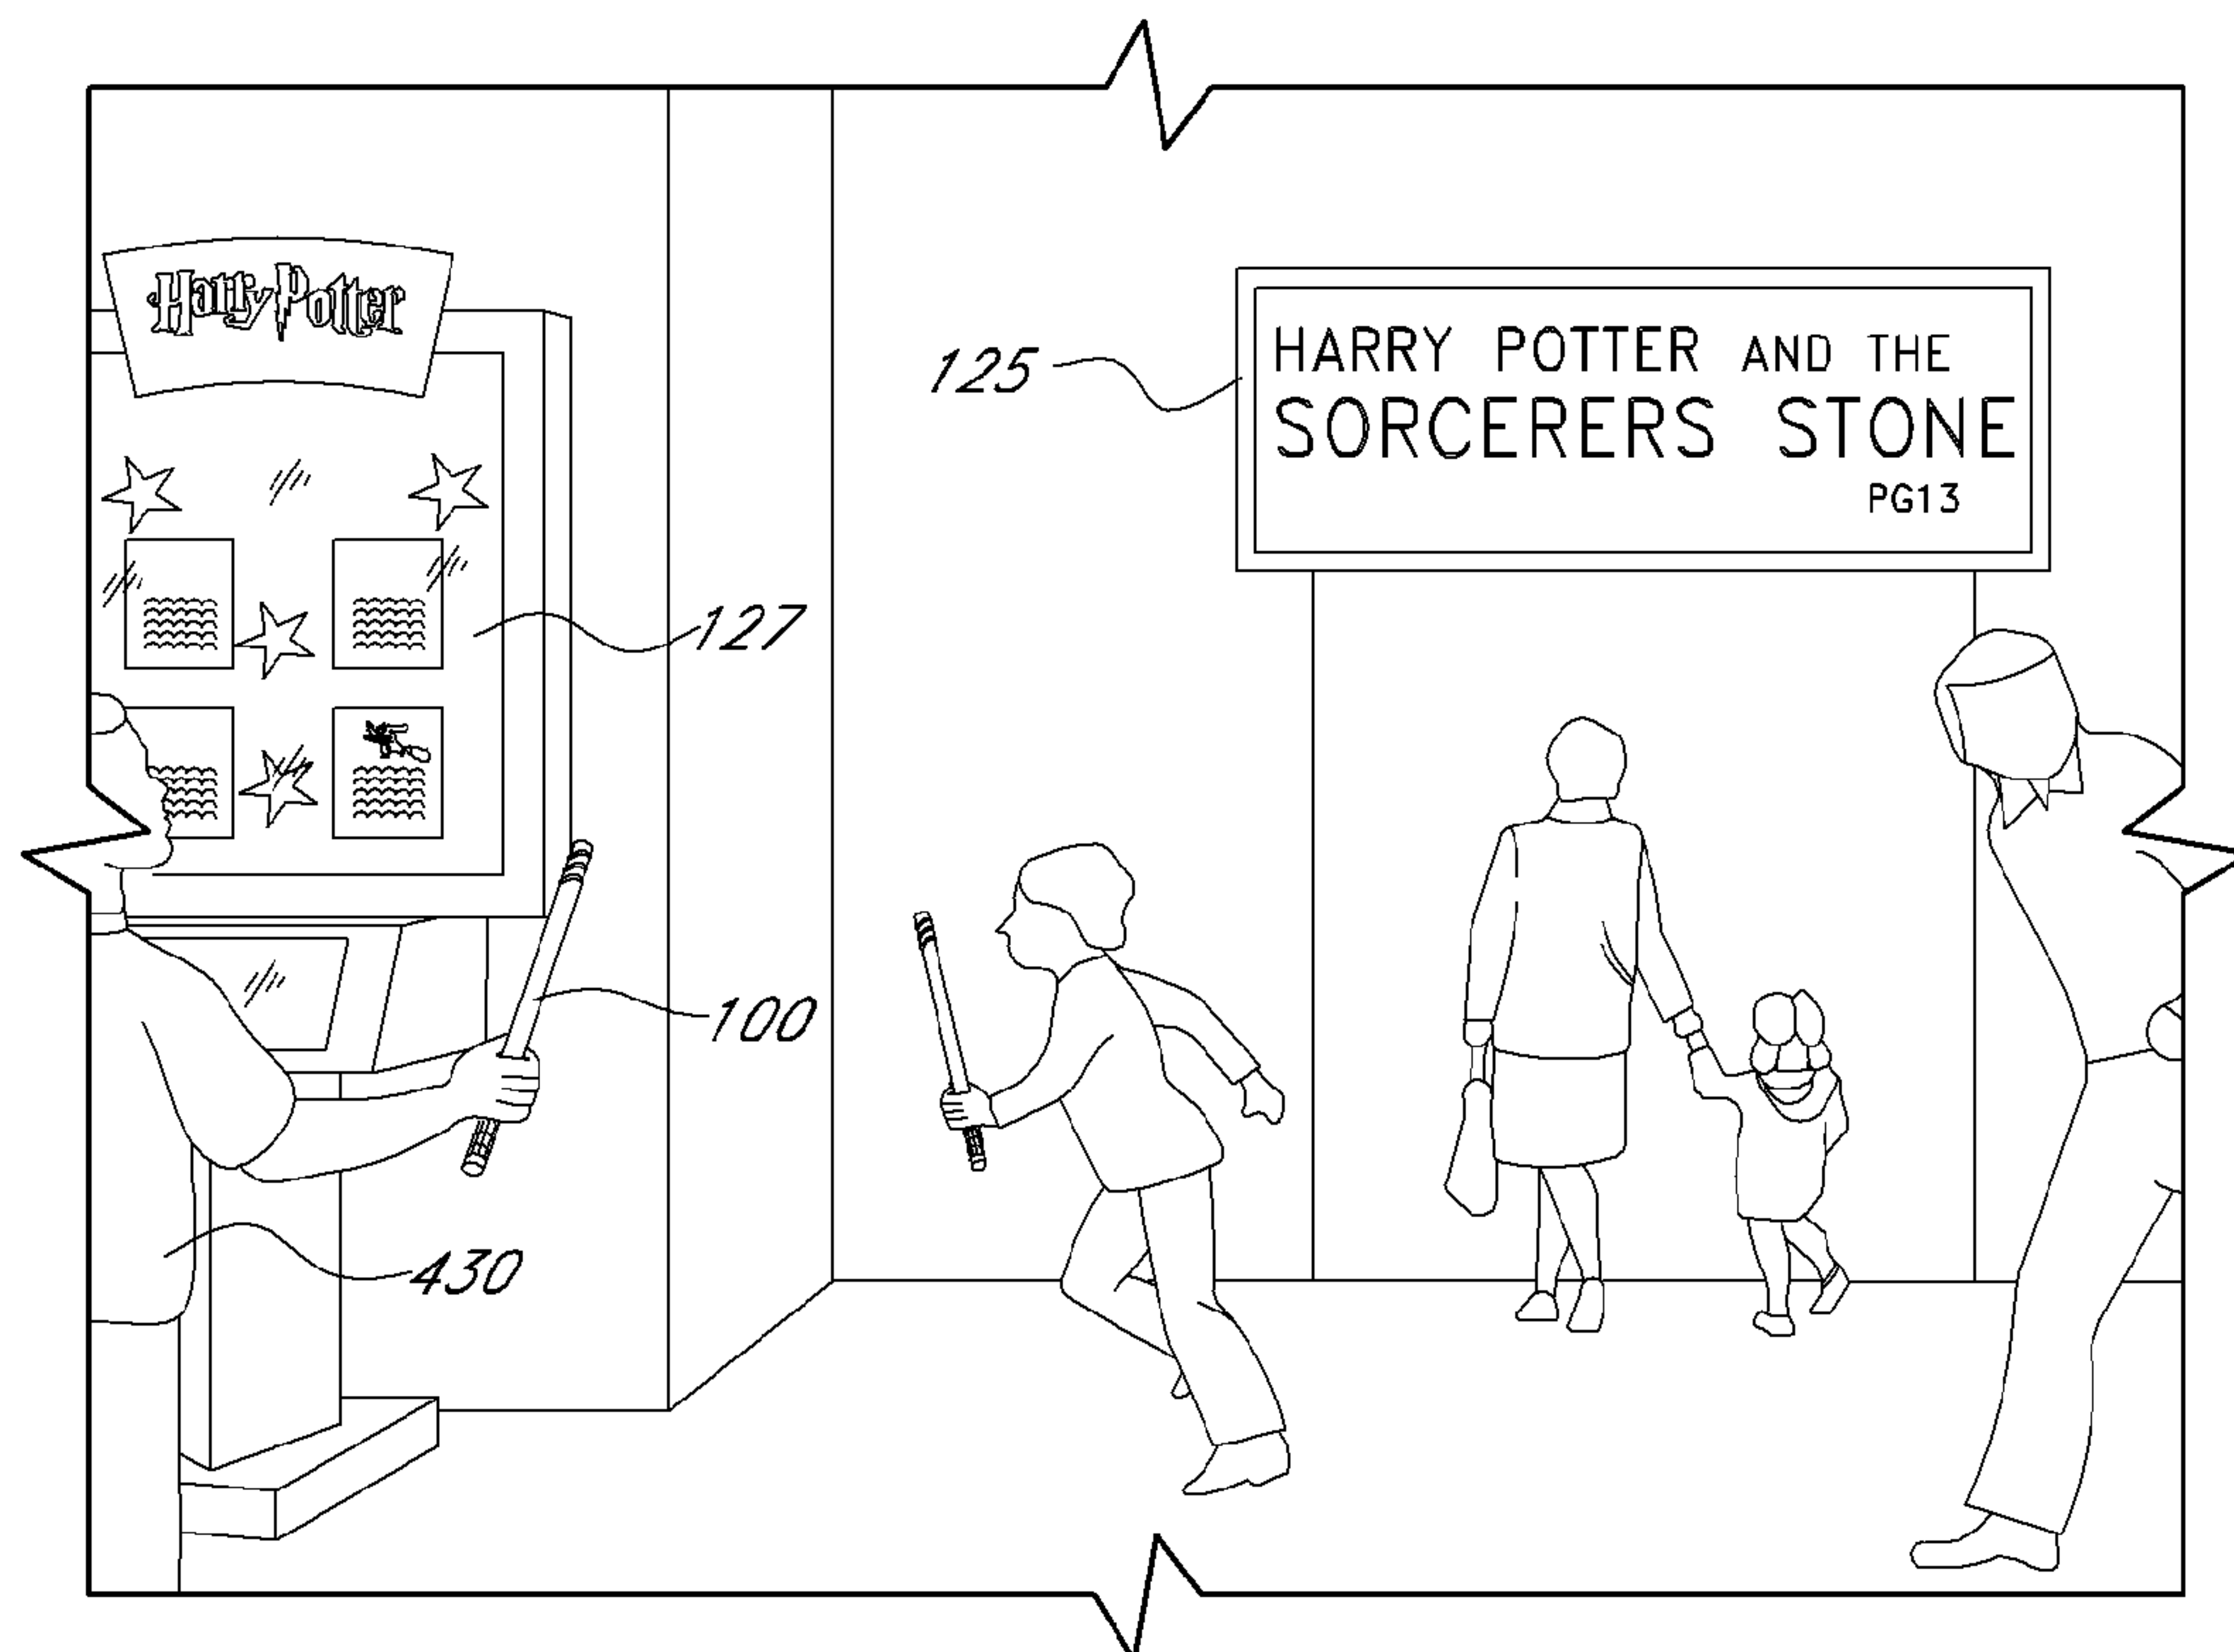 Harry Potter
125
HARRY POTTER AND THE
SORCERERS STONE
PG13
127
100
430